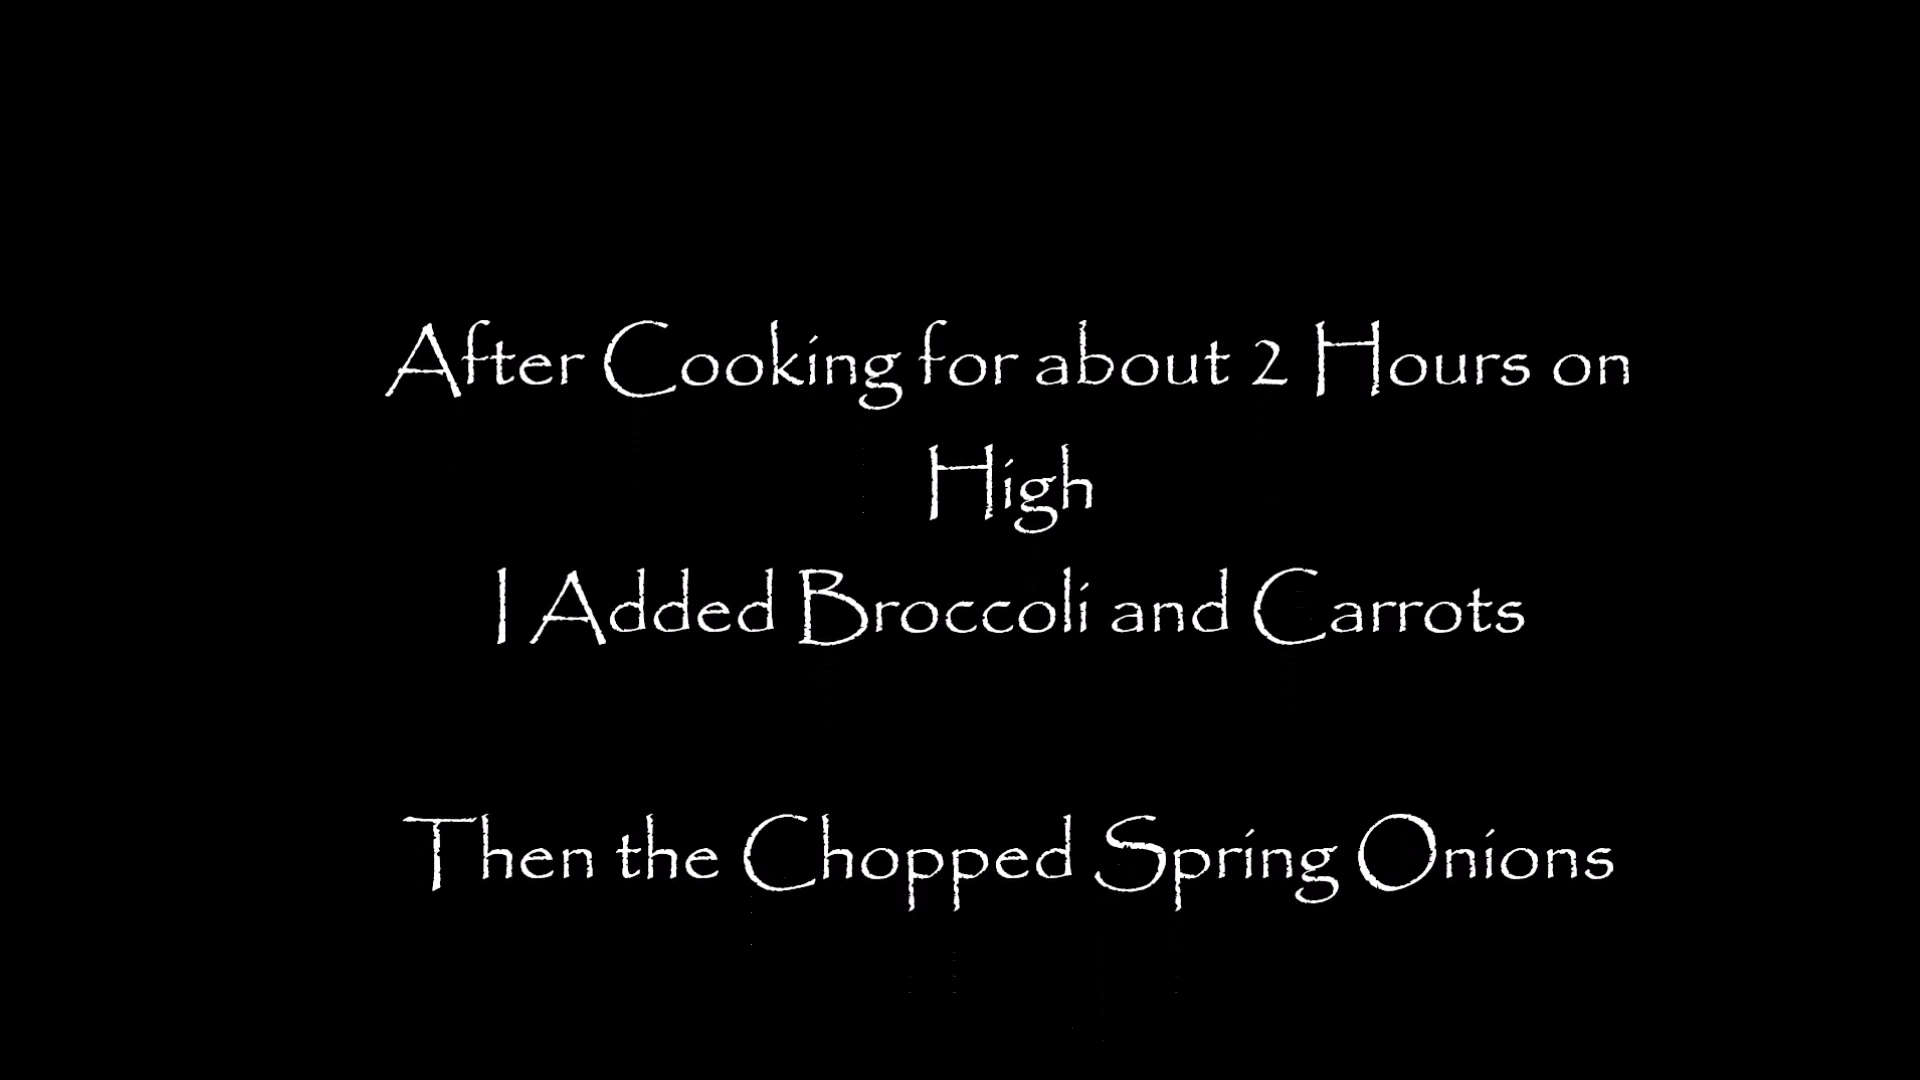 After Cooking for about 2 Hours on
High
I Added Broccoli and Carrots
Then the Chopped Spring Onions